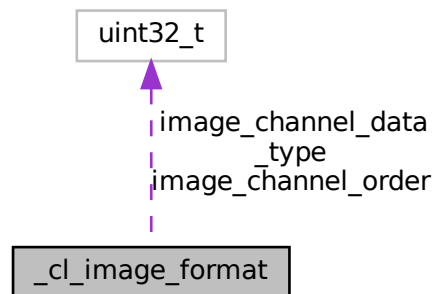 uint32_t
image_channel_data
_type
image_channel_order
_cl_image_format